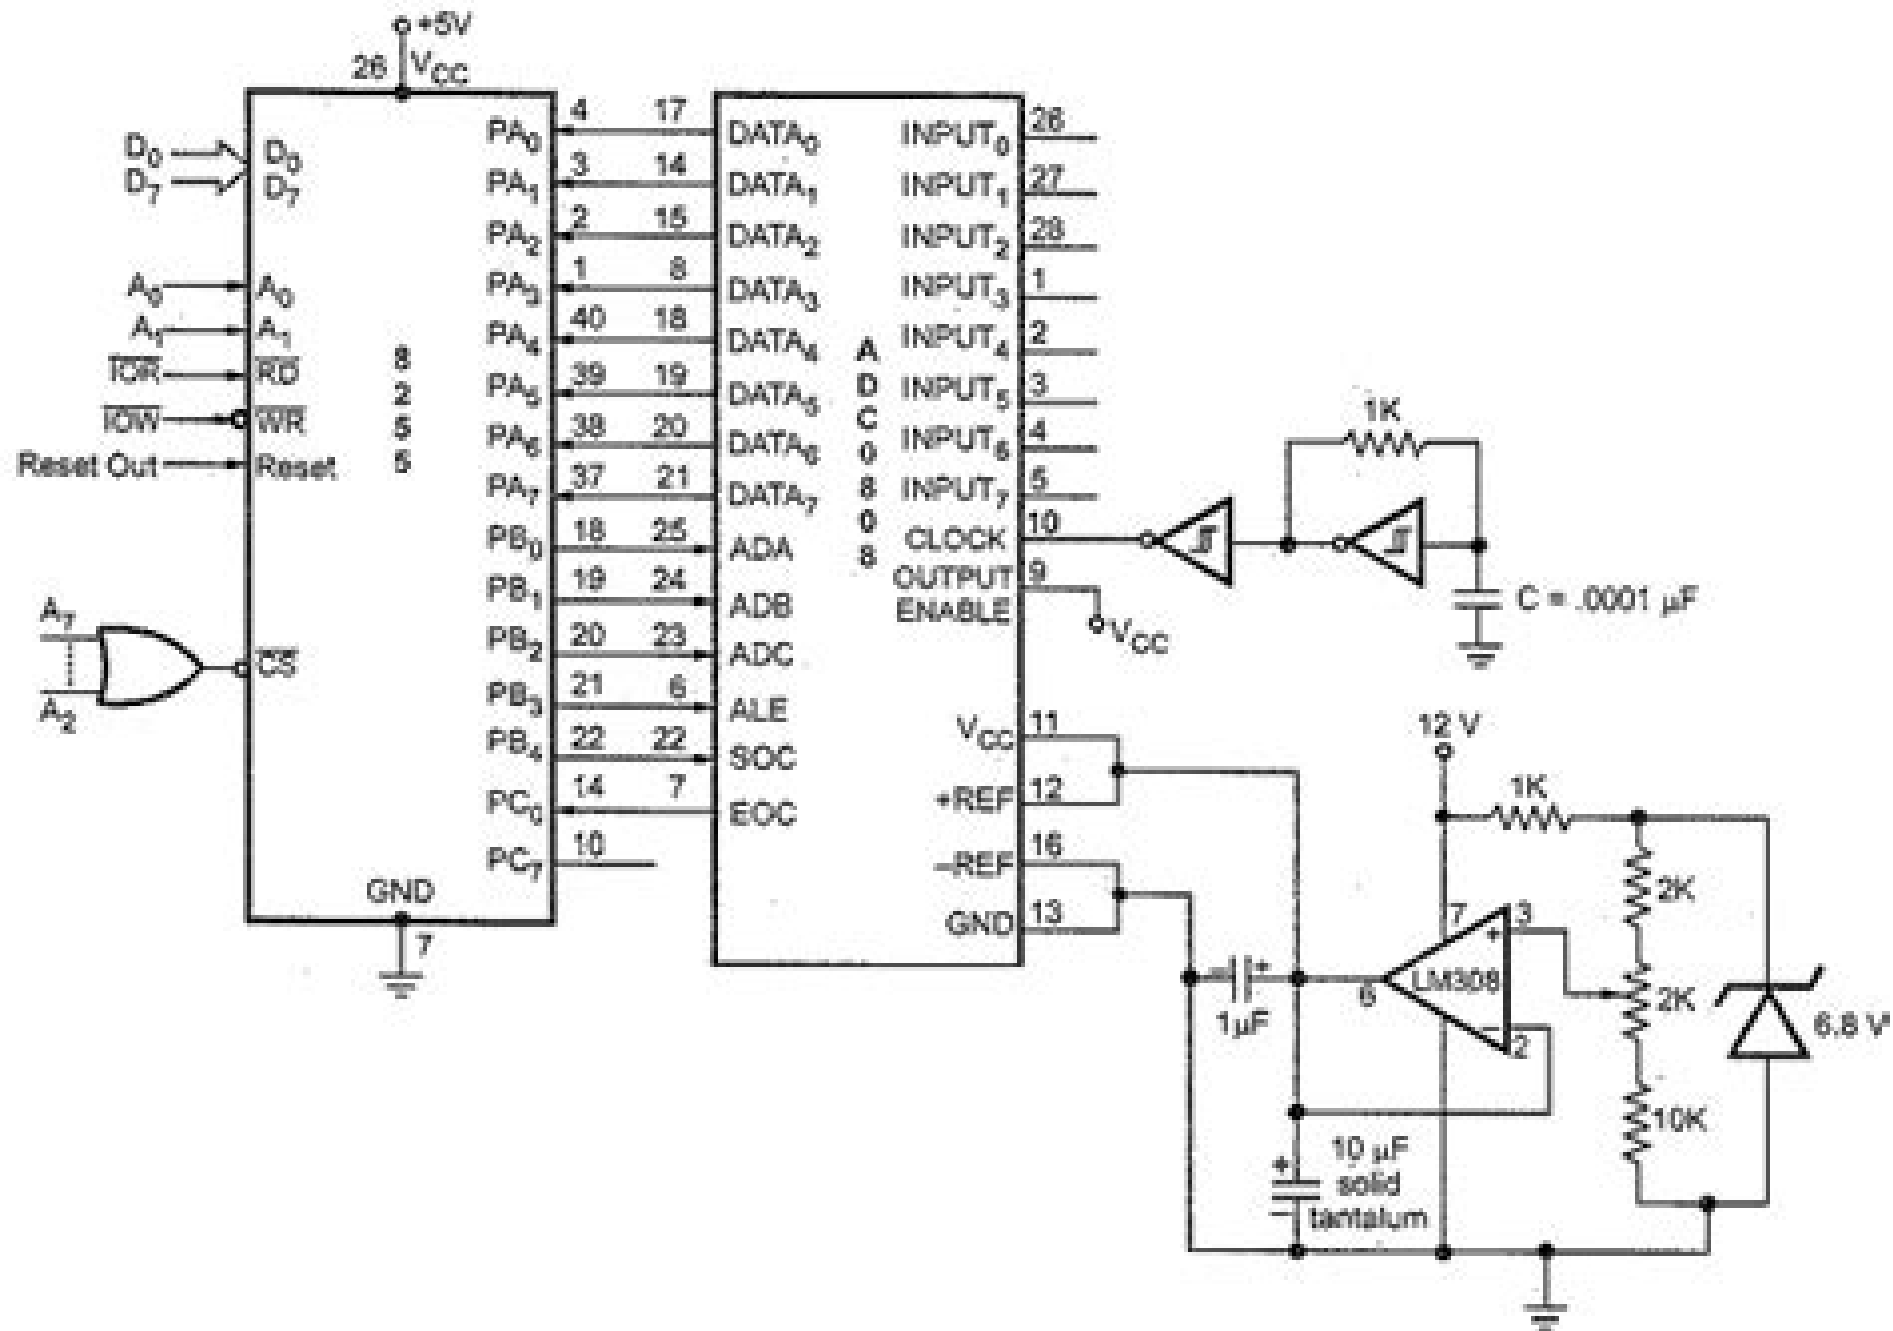 +5V
26 VCC
D0 D0
D7 D7
A0 A0
A1 A1
IOR RD
IOW WR
Reset Out Reset
A7
A2
CS
8
2
5
5
GND
7
PA0 4 17 DATA0
PA1 3 14 DATA1
PA2 2 15 DATA2
PA3 1 8 DATA3
PA4 40 18 DATA4
PA5 39 19 DATA5
PA6 38 20 DATA6
PA7 37 21 DATA7
PB0 18 25 ADA
PB1 19 24 ADB
PB2 20 23 ADC
PB3 21 6 ALE
PB4 22 22 SOC
PC0 14 7 EOC
PC7 10
A
D
C
0
8
0
8
INPUT0 26
INPUT1 27
INPUT2 28
INPUT3 1
INPUT4 2
INPUT5 3
INPUT6 4
INPUT7 5
CLOCK 10
OUTPUT 9
ENABLE
VCC
VCC 11
+REF 12
–REF 16
GND 13
1K
C = .0001 µF
12 V
1K
2K
2K
10K
6.8 V
7
3
+
LM308
6
–
2
– +
1µF
+ 10 µF
solid
– tantalum